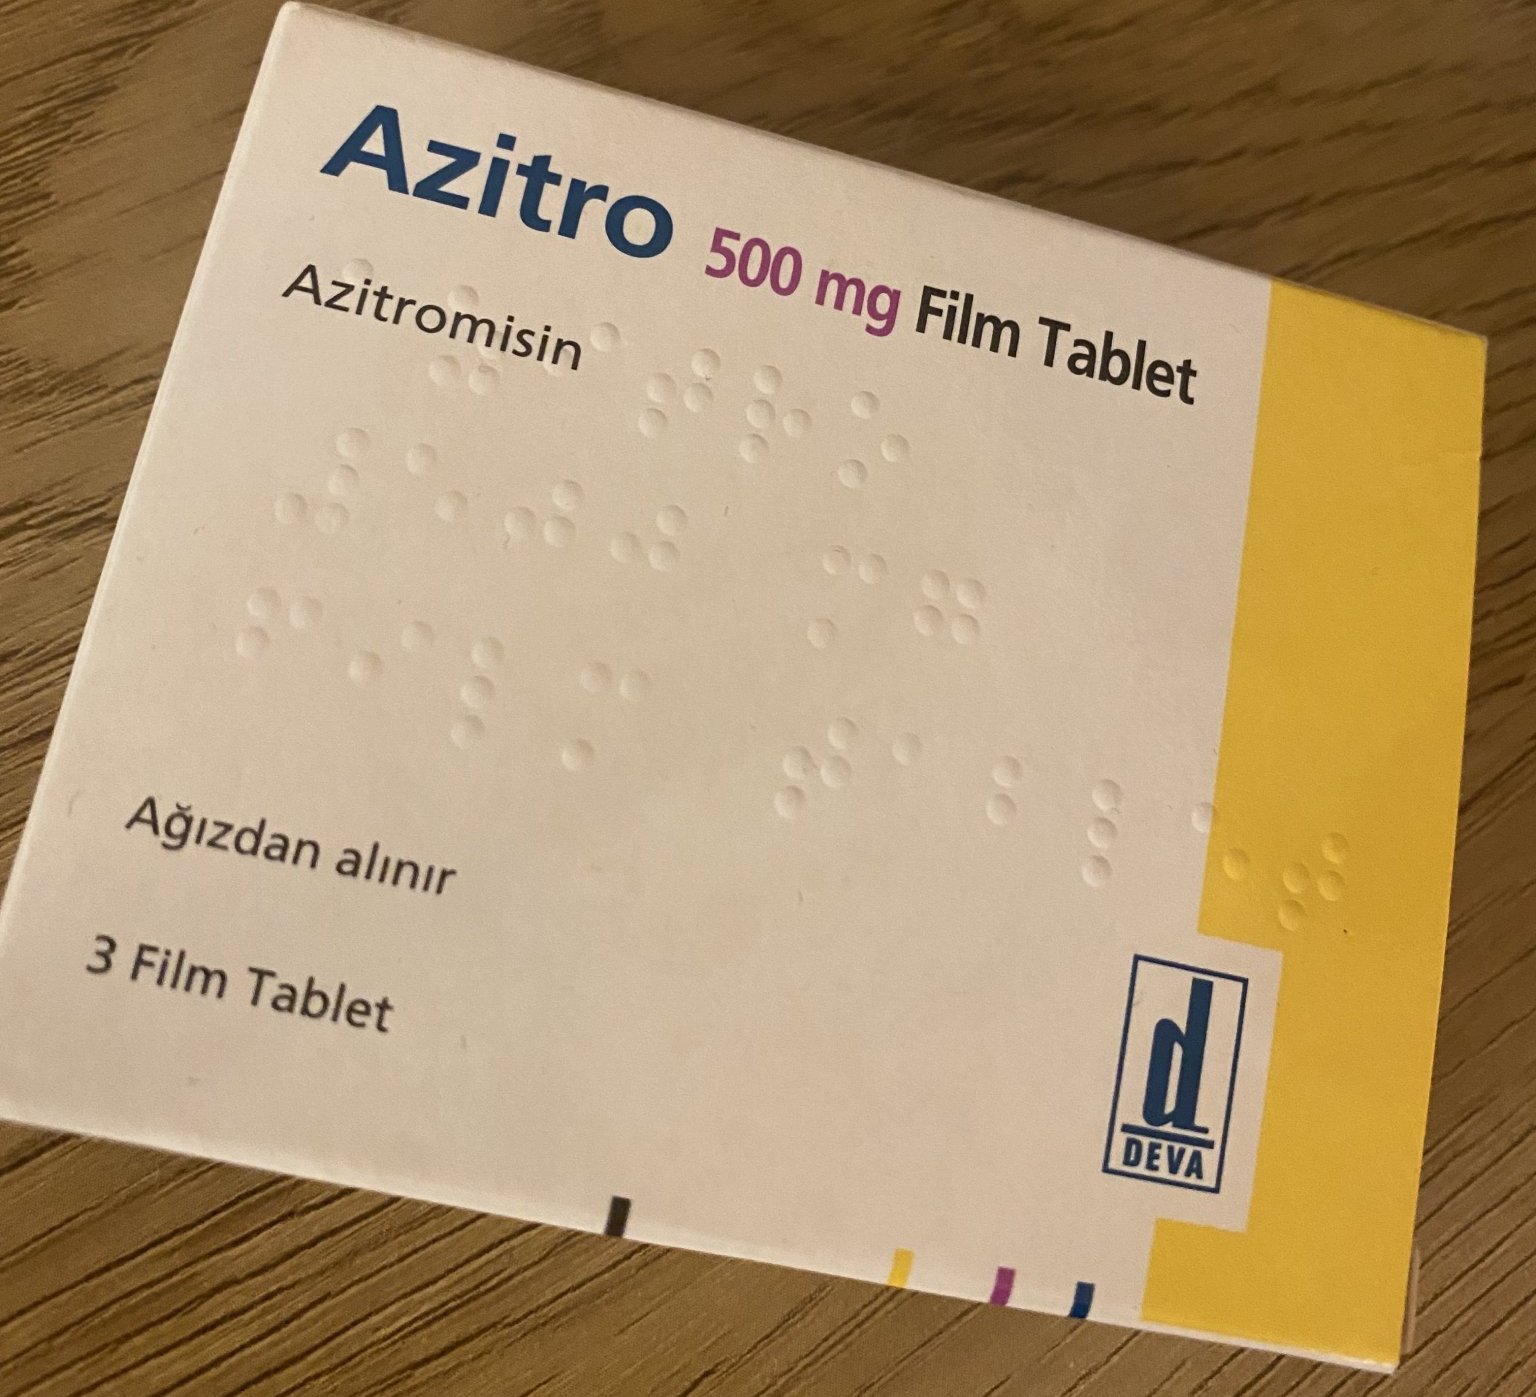 Azitro 500 mg Film Tablet
Azitromisin
Ağızdan alınır
3 Film Tablet
d
DEVA